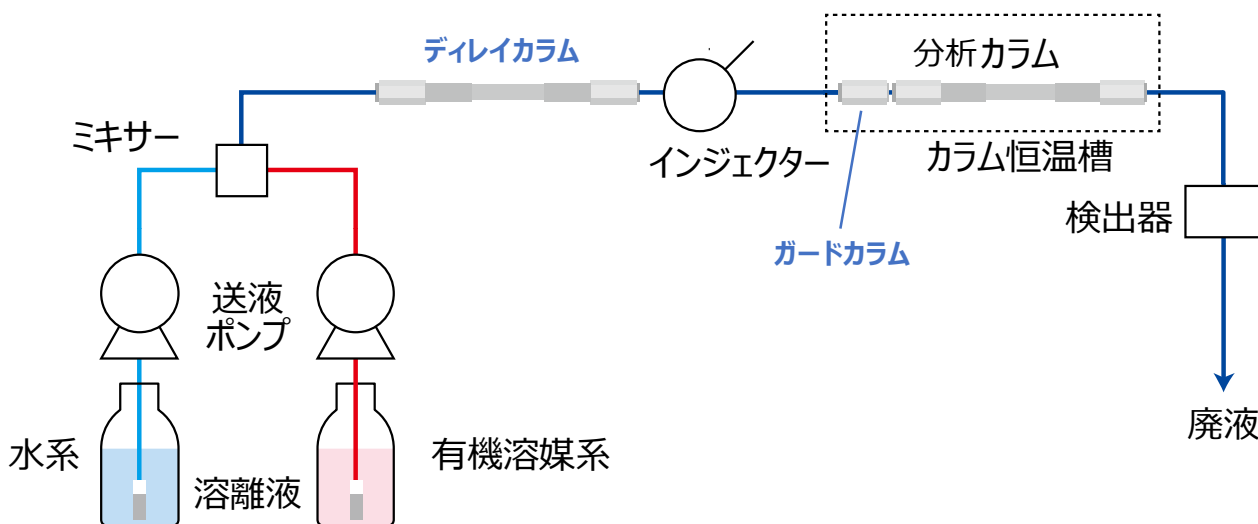 ディレイカラム
分析カラム
ミキサー
インジェクター
カラム恒温槽
検出器
ガードカラム
送液
ポンプ
廃液
水系
有機溶媒系
溶離液